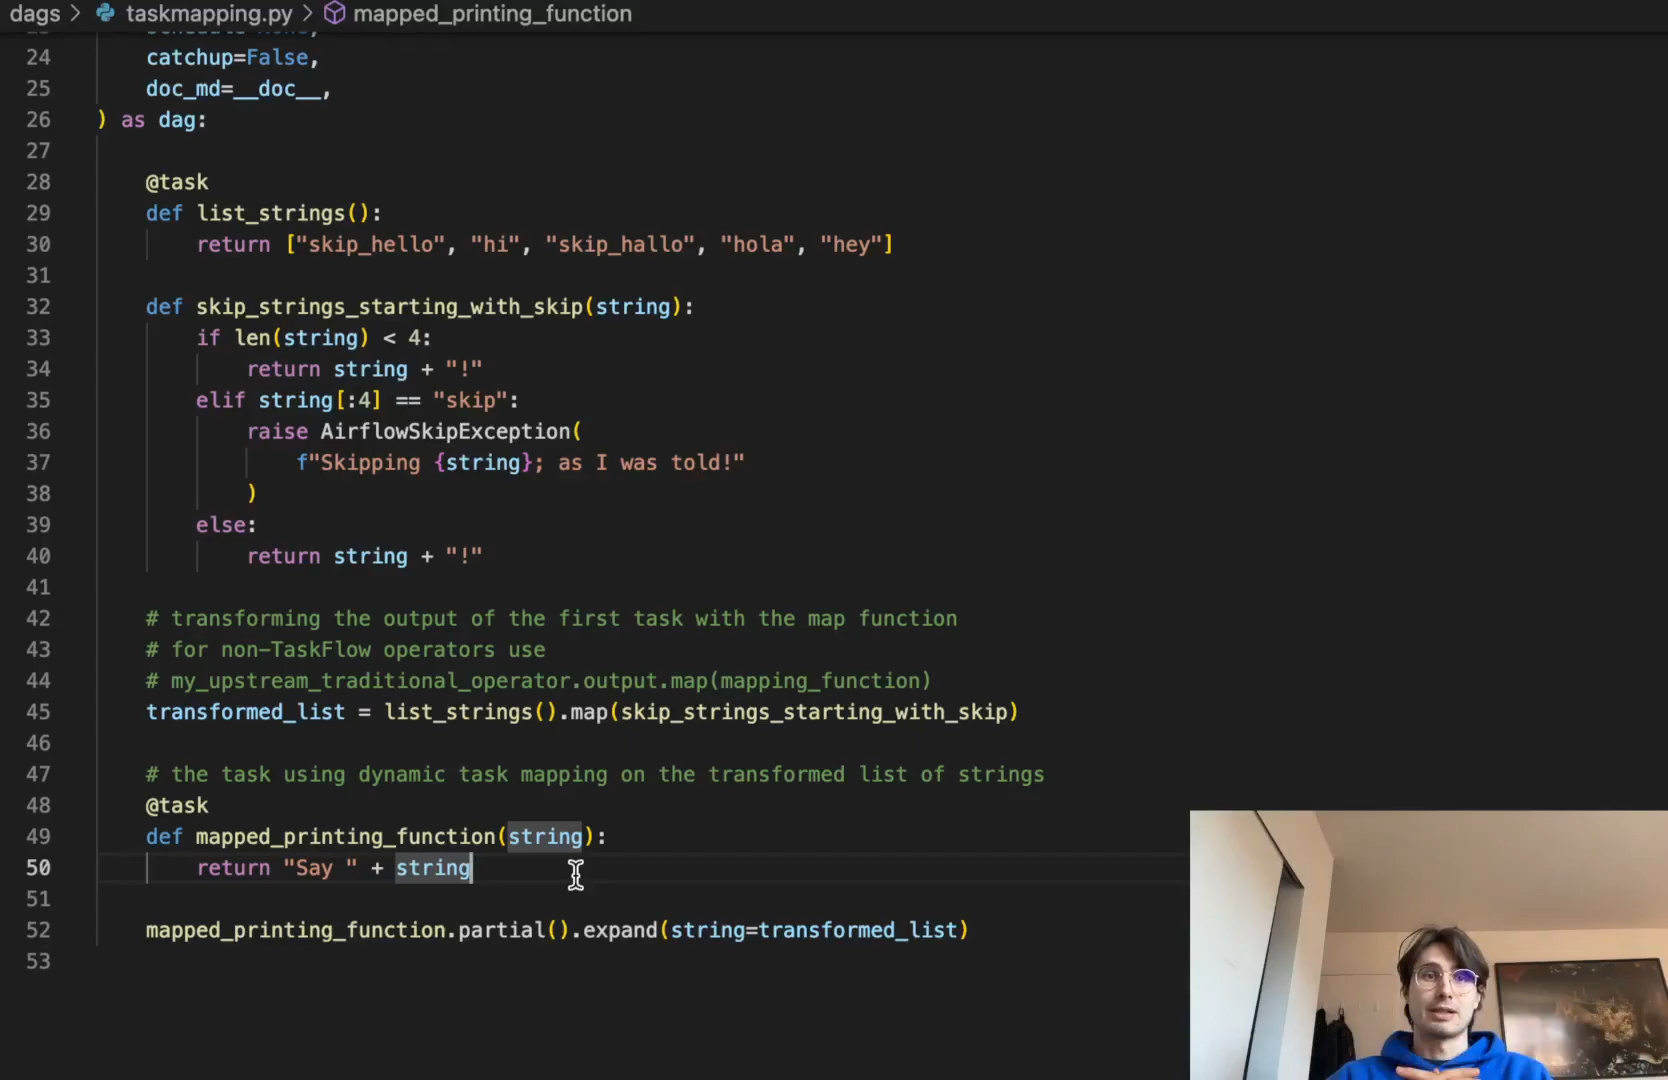 dags > taskmapping.py > mapped_printing_function
24 catchup=False,
25 doc_md=__doc__,
26 ) as dag:
27
28 @task
29 def list_strings():
30 return ["skip_hello", "hi", "skip_hallo", "hola", "hey"]
31
32 def skip_strings_starting_with_skip(string):
33 if len(string) < 4:
34 return string + "!"
35 elif string[:4] == "skip":
36 raise AirflowSkipException(
37 f"Skipping {string}; as I was told!"
38 )
39 else:
40 return string + "!"
41
42 # transforming the output of the first task with the map function
43 # for non-TaskFlow operators use
44 # my_upstream_traditional_operator.output.map(mapping_function)
45 transformed_list = list_strings().map(skip_strings_starting_with_skip)
46
47 # the task using dynamic task mapping on the transformed list of strings
48 @task
49 def mapped_printing_function(string):
50 return "Say " + string
51
52 mapped_printing_function.partial().expand(string=transformed_list)
53